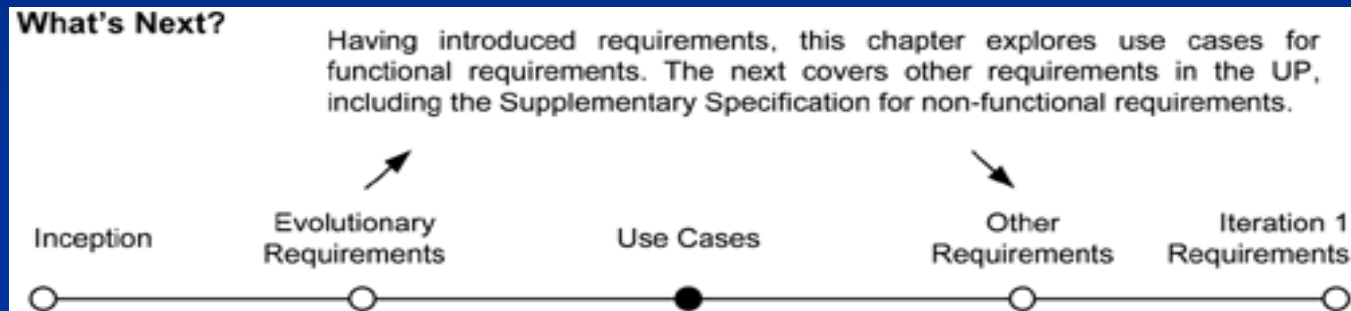 What's Next?
Having introduced requirements, this chapter explores use cases for
functional requirements. The next covers other requirements in the UP,
including the Supplementary Specification for non-functional requirements.
Inception
Evolutionary
Requirements
Use Cases
Other
Requirements
Iteration 1
Requirements